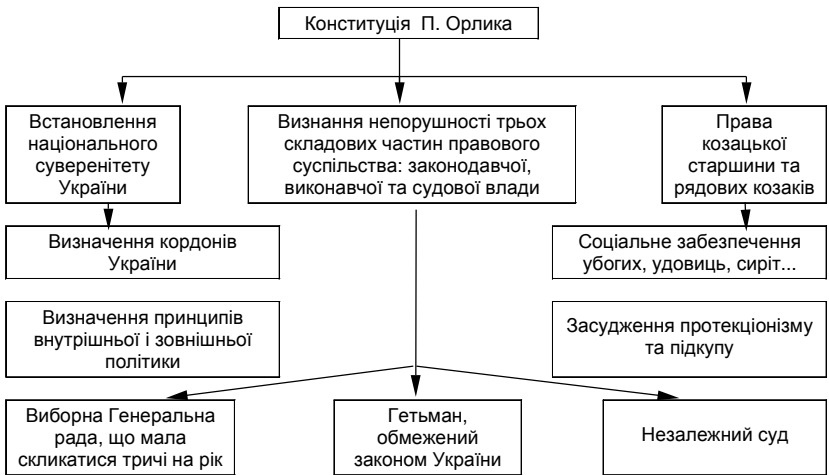 Конституція П. Орлика
Встановлення
національного
суверенітету
України
Визнання непорушності трьох
складових частин правового
суспільства: законодавчої,
виконавчої та судової влади
Права
козацької
старшини та
рядових козаків
Визначення кордонів
України
Соціальне забезпечення
убогих, удовиць, сиріт...
Визначення принципів
внутрішньої і зовнішньої
політики
Засудження протекціонізму
та підкупу
Виборна Генеральна
рада, що мала
скликатися тричі на рік
Гетьман,
обмежений
законом України
Незалежний суд